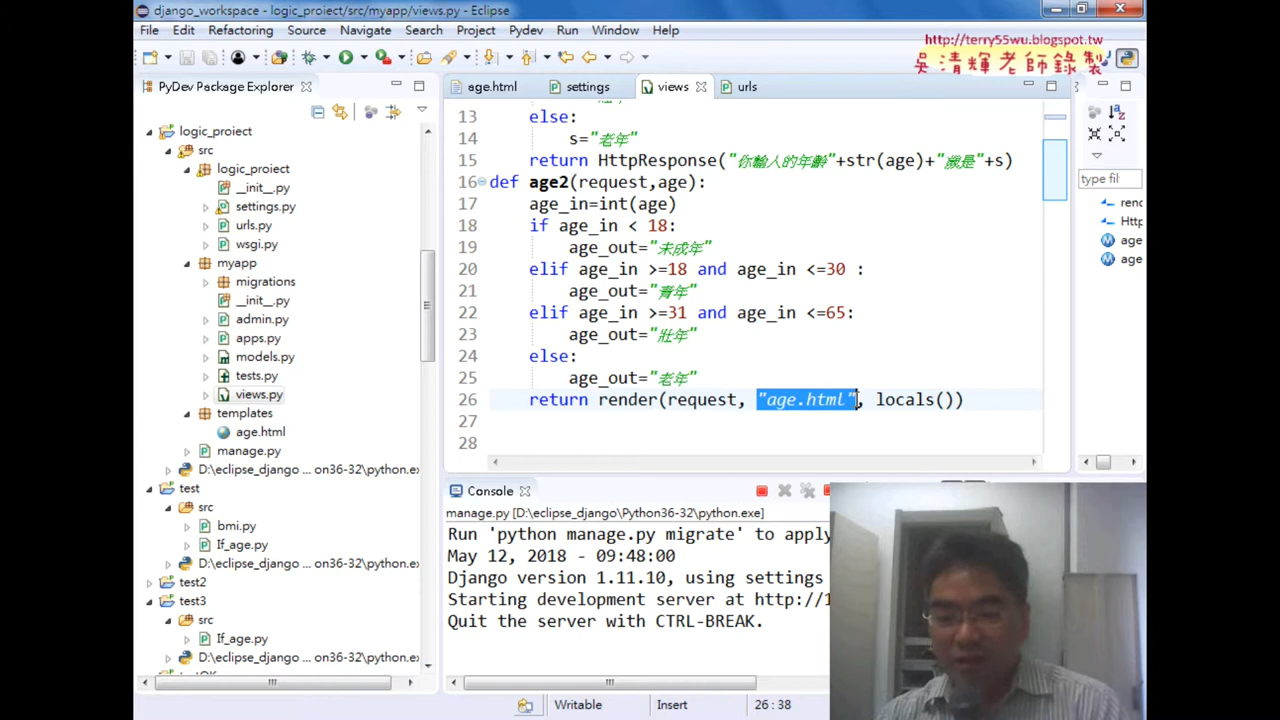 django_workspace - logic_project/src/myapp/views.py - Eclipse
File Edit Refactoring Source Navigate Search Project Pydev Run Window Help
http://terry55wu.blogspot.tw
吳清輝老師錄製
PyDev Package Explorer
age.html settings views urls
logic_project
src
logic_project
__init__.py
settings.py
urls.py
wsgi.py
myapp
migrations
__init__.py
admin.py
apps.py
models.py
tests.py
views.py
templates
age.html
manage.py
D:\eclipse_django ... on36-32\python.ex
test
src
bmi.py
If_age.py
D:\eclipse_django ... on36-32\python.ex
test2
test3
src
If_age.py
D:\eclipse_django ... on36-32\python.ex
13 else:
14 s="老年"
15 return HttpResponse("你輸入的年齡"+str(age)+"歲是"+s)
16 def age2(request,age):
17 age_in=int(age)
18 if age_in < 18:
19 age_out="未成年"
20 elif age_in >=18 and age_in <=30 :
21 age_out="青年"
22 elif age_in >=31 and age_in <=65:
23 age_out="壯年"
24 else:
25 age_out="老年"
26 return render(request, "age.html", locals())
27
28
type fil
rend
Http
age
age
Console
manage.py [D:\eclipse_django\Python36-32\python.exe]
Run 'python manage.py migrate' to apply
May 12, 2018 - 09:48:00
Django version 1.11.10, using settings
Starting development server at http://1
Quit the server with CTRL-BREAK.
Writable Insert 26 : 38